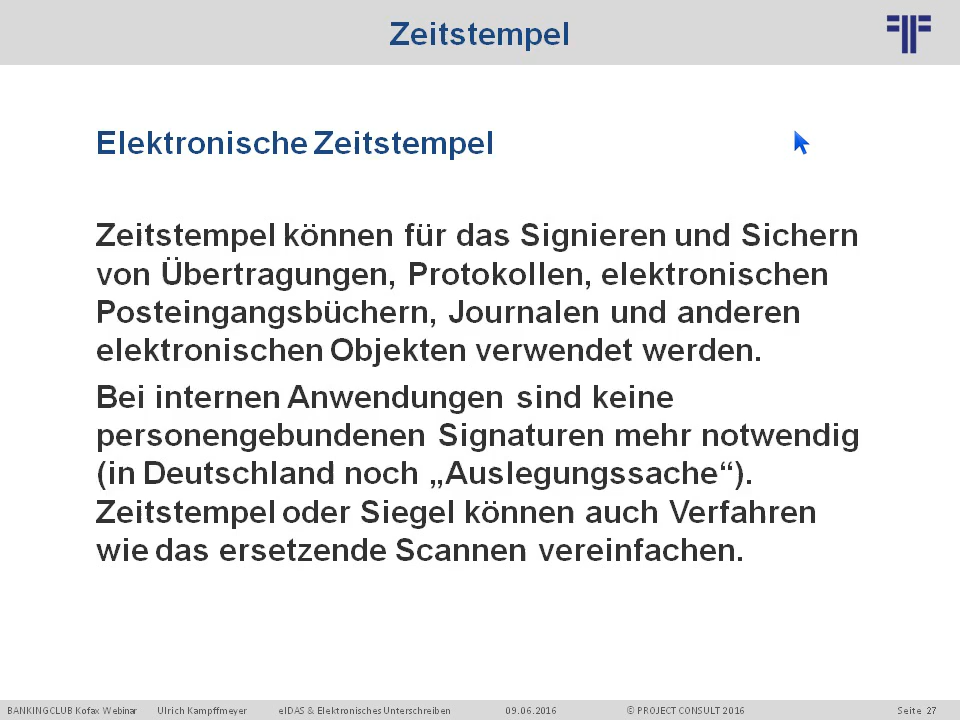 Zeitstempel
Elektronische Zeitstempel
Zeitstempel können für das Signieren und Sichern
von Übertragungen, Protokollen, elektronischen
Posteingangsbüchern, Journalen und anderen
elektronischen Objekten verwendet werden.
Bei internen Anwendungen sind keine
personengebundenen Signaturen mehr notwendig
(in Deutschland noch „Auslegungssache“).
Zeitstempel oder Siegel können auch Verfahren
wie das ersetzende Scannen vereinfachen.
BANKINGCLUB Kofax Webinar Ulrich Kampffmeyer eIDAS & Elektronisches Unterschreiben 09.06.2016 © PROJECT CONSULT 2016 Seite 27